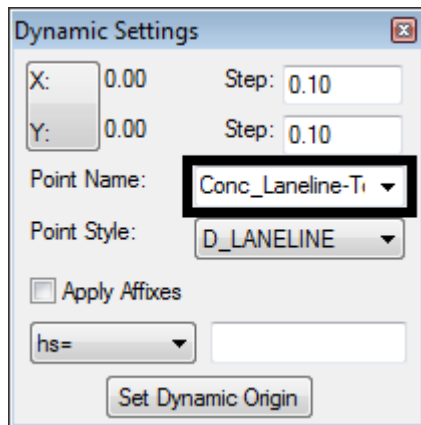 Dynamic Settings
X: 0.00 Step: 0.10
Y: 0.00 Step: 0.10
Point Name: Conc_Laneline-T
Point Style: D_LANELINE
Apply Affixes
hs=
Set Dynamic Origin